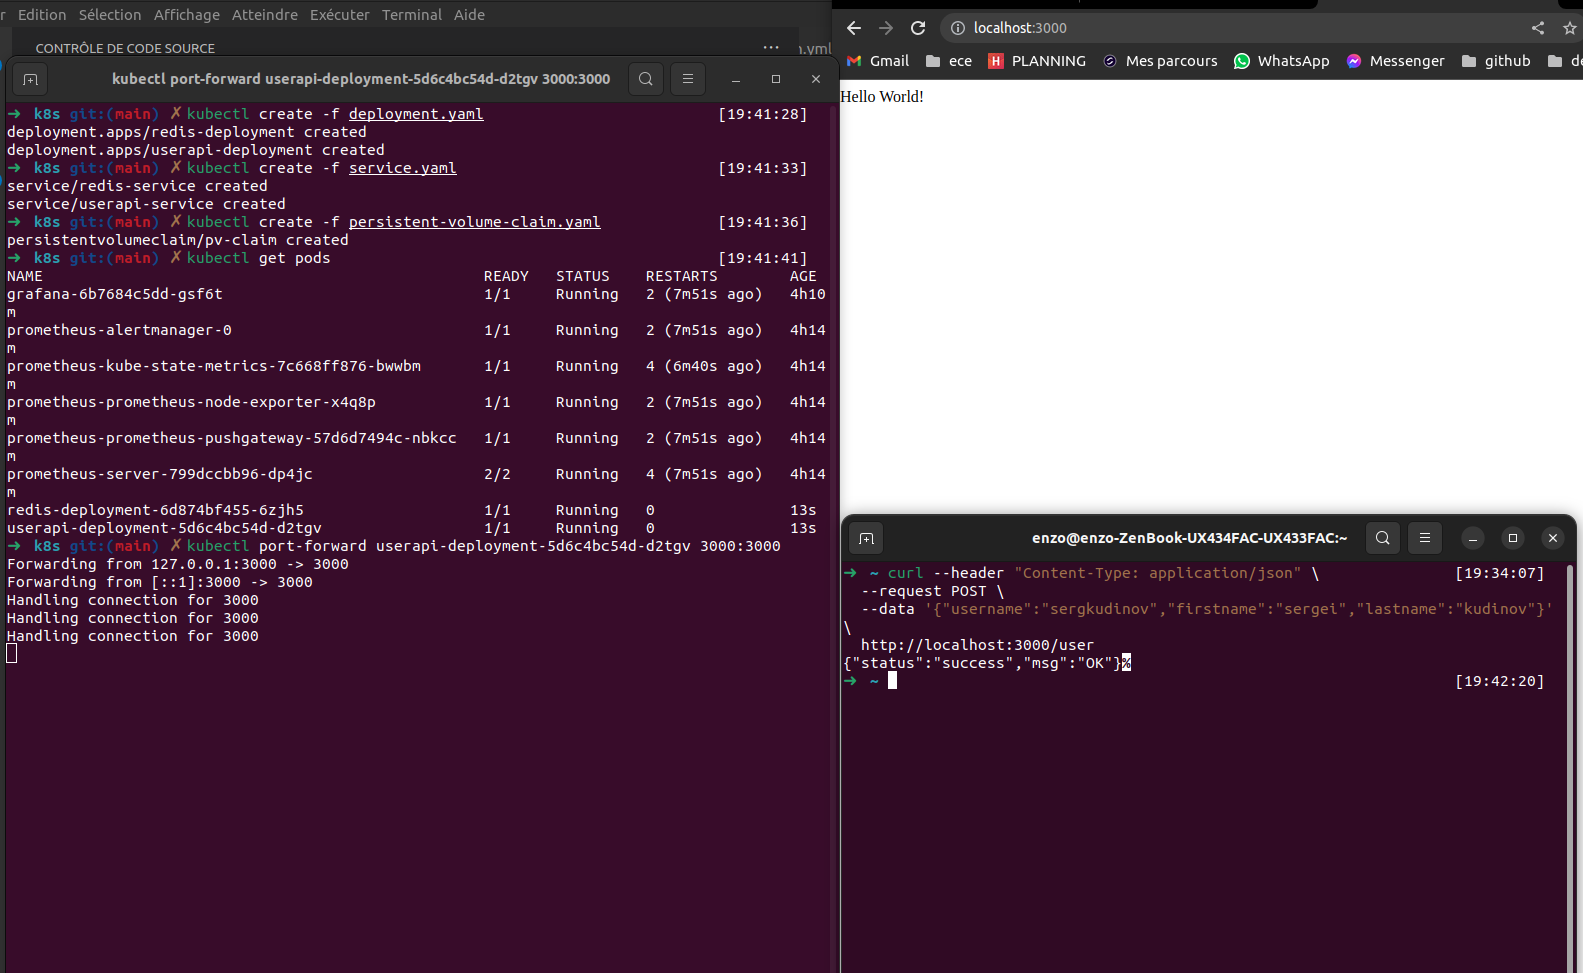 r Edition Sélection Affichage Atteindre Exécuter Terminal Aide
CONTRÔLE DE CODE SOURCE ··· .yml
kubectl port-forward userapi-deployment-5d6c4bc54d-d2tgv 3000:3000
➜ k8s git:(main) ✗ kubectl create -f deployment.yaml [19:41:28]
deployment.apps/redis-deployment created
deployment.apps/userapi-deployment created
➜ k8s git:(main) ✗ kubectl create -f service.yaml [19:41:33]
service/redis-service created
service/userapi-service created
➜ k8s git:(main) ✗ kubectl create -f persistent-volume-claim.yaml [19:41:36]
persistentvolumeclaim/pv-claim created
➜ k8s git:(main) ✗ kubectl get pods [19:41:41]
NAME READY STATUS RESTARTS AGE
grafana-6b7684c5dd-gsf6t 1/1 Running 2 (7m51s ago) 4h10
m
prometheus-alertmanager-0 1/1 Running 2 (7m51s ago) 4h14
m
prometheus-kube-state-metrics-7c668ff876-bwwbm 1/1 Running 4 (6m40s ago) 4h14
m
prometheus-prometheus-node-exporter-x4q8p 1/1 Running 2 (7m51s ago) 4h14
m
prometheus-prometheus-pushgateway-57d6d7494c-nbkcc 1/1 Running 2 (7m51s ago) 4h14
m
prometheus-server-799dccbb96-dp4jc 2/2 Running 4 (7m51s ago) 4h14
m
redis-deployment-6d874bf455-6zjh5 1/1 Running 0 13s
userapi-deployment-5d6c4bc54d-d2tgv 1/1 Running 0 13s
➜ k8s git:(main) ✗ kubectl port-forward userapi-deployment-5d6c4bc54d-d2tgv 3000:3000
Forwarding from 127.0.0.1:3000 -> 3000
Forwarding from [::1]:3000 -> 3000
Handling connection for 3000
Handling connection for 3000
Handling connection for 3000
localhost:3000
Gmail ece H PLANNING Mes parcours WhatsApp Messenger github de
Hello World!
enzo@enzo-ZenBook-UX434FAC-UX433FAC:~
➜ ~ curl --header "Content-Type: application/json" \ [19:34:07]
--request POST \
--data '{"username":"sergkudinov","firstname":"sergei","lastname":"kudinov"}'
\
http://localhost:3000/user
{"status":"success","msg":"OK"}%
➜ ~ [19:42:20]